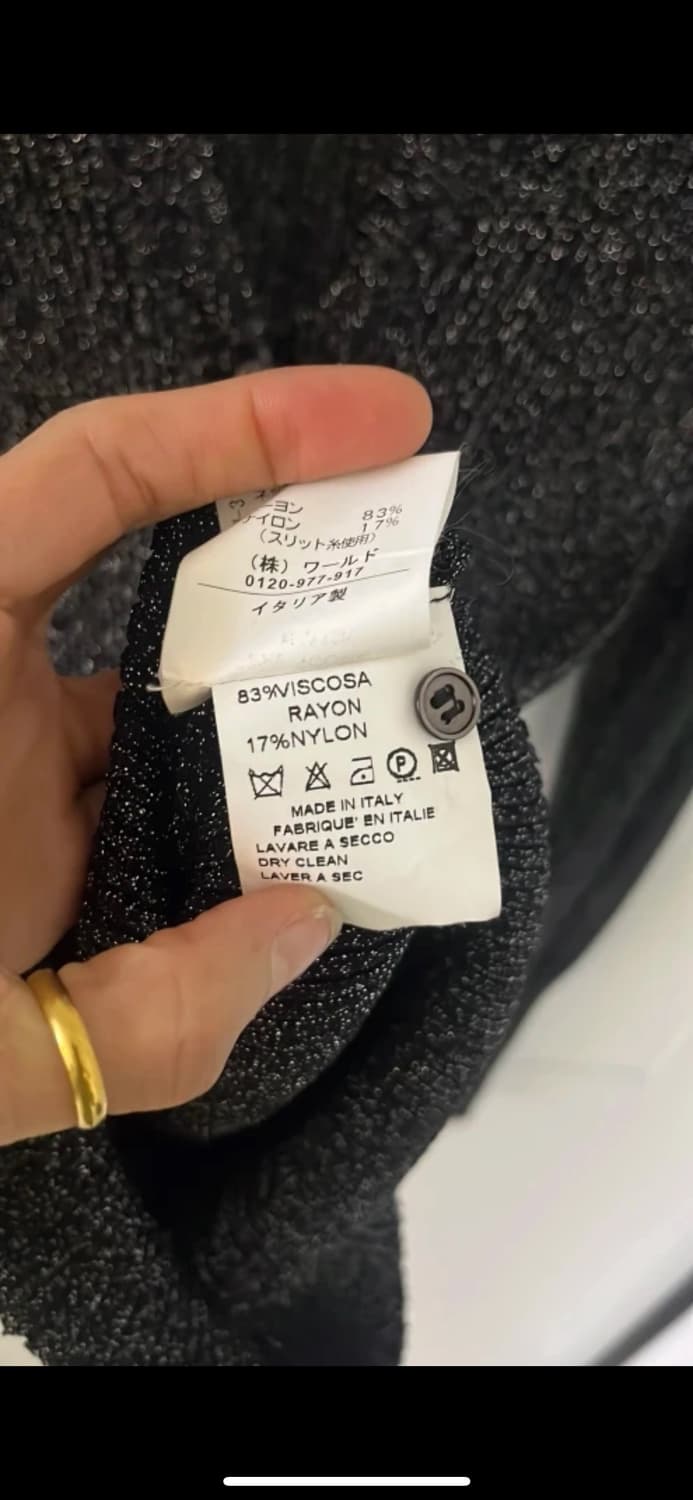 ーヨン 83%
ナイロン 17%
(スリット糸使用)
(株) ワールド
0120-977-917
イタリア製
83%VISCOSA
RAYON
17%NYLON
P
MADE IN ITALY
FABRIQUE' EN ITALIE
LAVARE A SECCO
DRY CLEAN
LAVER A SEC